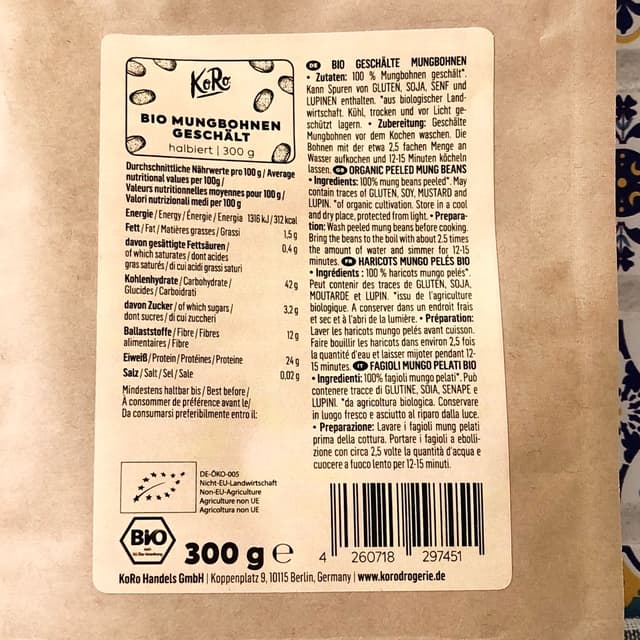 KoRo
BIO MUNGBOHNEN
GESCHÄLT
halbiert | 300 g
Durchschnittliche Nährwerte pro 100 g / Average
nutritional values per 100g /
Valeurs nutritionnelles moyennes pour 100 g /
Valori nutrizionali medi per 100 g
Energie / Energy / Énergie / Energia 1316 kJ / 312 kcal
Fett / Fat / Matières grasses / Grassi 1,5 g
davon gesättigte Fettsäuren / 0,4 g
of which saturates / dont acides
gras saturés / di cui acidi grassi saturi
Kohlenhydrate / Carbohydrate / 42 g
Glucides / Carboidrati
davon Zucker / of which sugars / 3,2 g
dont sucres / di cui zuccheri
Ballaststoffe / Fibre / Fibres 12 g
alimentaires / Fibre
Eiweiß / Protein / Protéines / Proteine 24 g
Salz / Salt / Sel / Sale 0,02 g
Mindestens haltbar bis / Best before /
À consommer de préférence avant le/
Da consumarsi preferibilmente entro il:
DE-ÖKO-005
Nicht-EU-Landwirtschaft
Non-EU-Agriculture
Agriculture non UE
Agricoltura non UE
BIO
300 g e
KoRo Handels GmbH | Koppenplatz 9, 10115 Berlin, Germany | www.korodrogerie.de
DE BIO GESCHÄLTE MUNGBOHNEN
• Zutaten: 100 % Mungbohnen geschält*.
Kann Spuren von GLUTEN, SOJA, SENF und
LUPINEN enthalten. *aus biologischer Land-
wirtschaft. Kühl, trocken und vor Licht ge-
schützt lagern. • Zubereitung: Geschälte
Mungbohnen vor dem Kochen waschen. Die
Bohnen mit der etwa 2,5 fachen Menge an
Wasser aufkochen und 12-15 Minuten köcheln
lassen. ORGANIC PEELED MUNG BEANS
• Ingredients: 100% mung beans peeled*. May
contain traces of GLUTEN, SOY, MUSTARD and
LUPIN. *of organic cultivation. Store in a cool
and dry place, protected from light. • Prepara-
tion: Wash peeled mung beans before cooking.
Bring the beans to the boil with about 2.5 times
the amount of water and simmer for 12-15
minutes. FR HARICOTS MUNGO PELÉS BIO
• Ingrédients : 100 % haricots mungo pelés*.
Peut contenir des traces de GLUTEN, SOJA,
MOUTARDE et LUPIN. *issu de l'agriculture
biologique. A conserver dans un endroit frais
et sec et à l'abri de la lumière. • Préparation:
Laver les haricots mungo pelés avant cuisson.
Faire bouillir les haricots dans environ 2,5 fois
la quantité d'eau et laisser mijoter pendant 12-
15 minutes. IT FAGIOLI MUNGO PELATI BIO
• Ingredienti: 100% fagioli mungo pelati*. Può
contenere tracce di GLUTINE, SOIA, SENAPE e
LUPINI. *da agricoltura biologica. Conservare
in luogo fresco e asciutto al riparo dalla luce.
• Preparazione: Lavare i fagioli mung pelati
prima della cottura. Portare i fagioli a ebolli-
zione con circa 2,5 volte la quantità d'acqua e
cuocere a fuoco lento per 12-15 minuti.
4 260718 297451